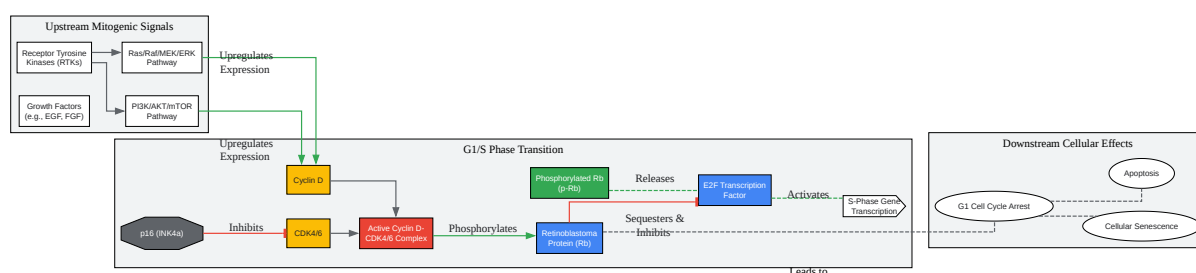 Upstream Mitogenic Signals
Receptor Tyrosine
Kinases (RTKs)
Ras/Raf/MEK/ERK
Pathway
Upregulates
Expression
Growth Factors
(e.g., EGF, FGF)
PI3K/AKT/mTOR
Pathway
Upregulates
Expression
G1/S Phase Transition
Cyclin D
p16 (INK4a)
Inhibits
CDK4/6
Active Cyclin D-
CDK4/6 Complex
Phosphorylates
Phosphorylated Rb
(p-Rb)
Releases
E2F Transcription
Factor
Activates
S-Phase Gene
Transcription
Retinoblastoma
Protein (Rb)
Sequesters &
Inhibits
Leads to
Downstream Cellular Effects
Apoptosis
G1 Cell Cycle Arrest
Cellular Senescence